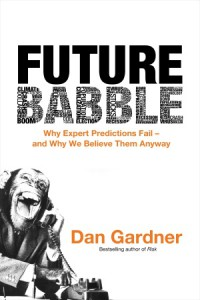 FUTURE
BABBLE
Why Expert Predictions Fail –
and Why We Believe Them Anyway
Dan Gardner
Bestselling author of Risk